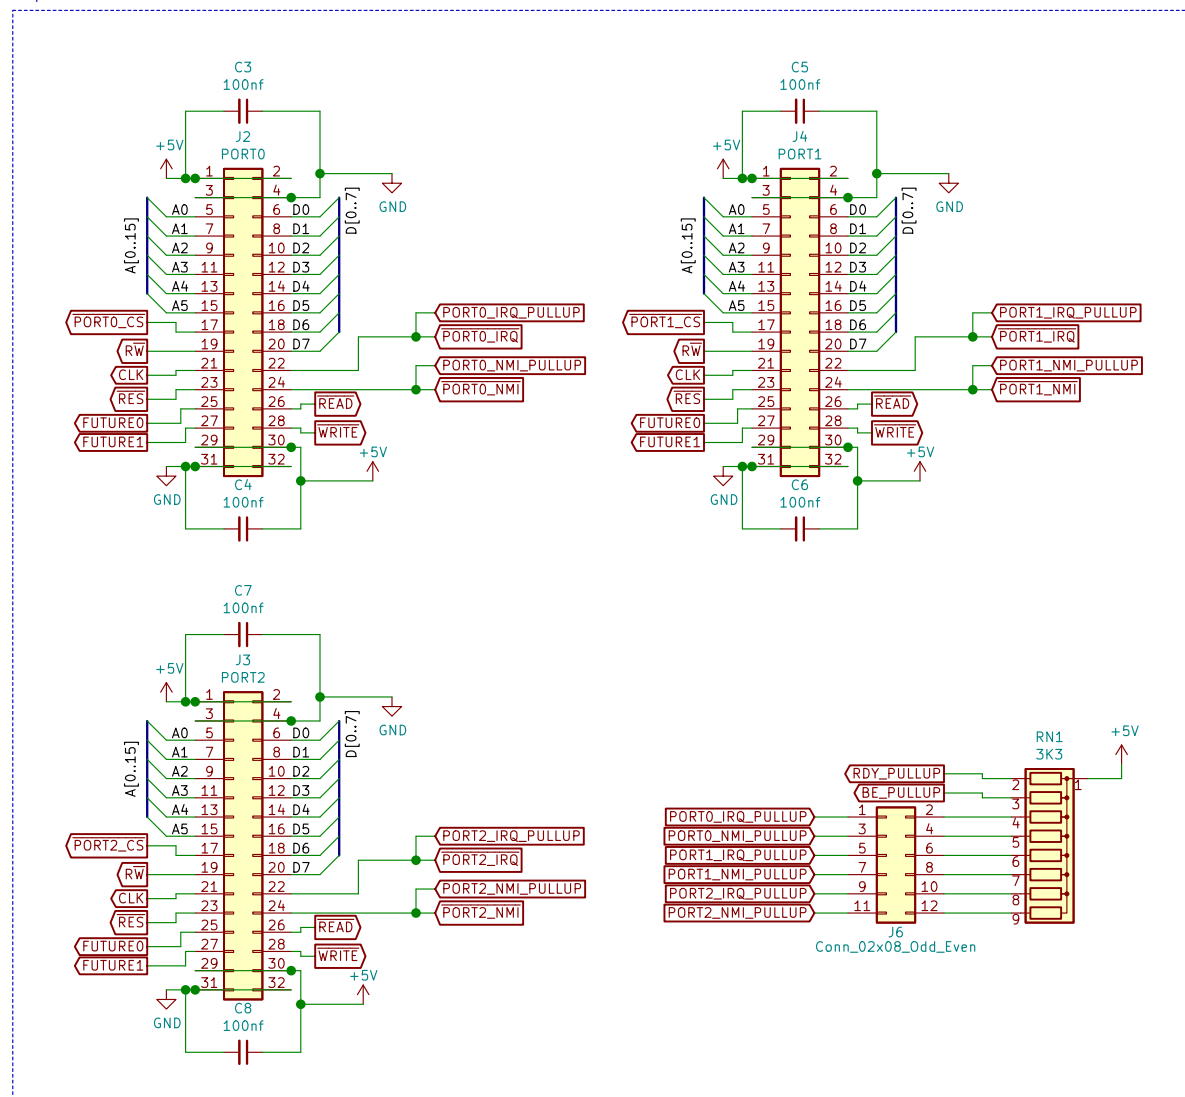 C3
100nf
J2
PORT0
+5V
GND
1 2
3 4
A0 5 6 D0
A1 7 8 D1
A2 9 10 D2
A3 11 12 D3
A4 13 14 D4
A5 15 16 D5
PORT0_CS 17 18 D6
RW 19 20 D7
CLK 21 22
RES 23 24
25 26 READ
FUTURE0
27 28 WRITE
FUTURE1
29 30
31 32
A[0..15]
D[0..7]
PORT0_IRQ_PULLUP
PORT0_IRQ
PORT0_NMI_PULLUP
PORT0_NMI
+5V
GND
C4
100nf
C5
100nf
J4
PORT1
+5V
GND
1 2
3 4
A0 5 6 D0
A1 7 8 D1
A2 9 10 D2
A3 11 12 D3
A4 13 14 D4
A5 15 16 D5
PORT1_CS 17 18 D6
RW 19 20 D7
CLK 21 22
RES 23 24
25 26 READ
FUTURE0
27 28 WRITE
FUTURE1
29 30
31 32
A[0..15]
D[0..7]
PORT1_IRQ_PULLUP
PORT1_IRQ
PORT1_NMI_PULLUP
PORT1_NMI
+5V
GND
C6
100nf
C7
100nf
J3
PORT2
+5V
GND
1 2
3 4
A0 5 6 D0
A1 7 8 D1
A2 9 10 D2
A3 11 12 D3
A4 13 14 D4
A5 15 16 D5
PORT2_CS 17 18 D6
RW 19 20 D7
CLK 21 22
RES 23 24
25 26 READ
FUTURE0
27 28 WRITE
FUTURE1
29 30
31 32
A[0..15]
D[0..7]
PORT2_IRQ_PULLUP
PORT2_IRQ
PORT2_NMI_PULLUP
PORT2_NMI
+5V
GND
C8
100nf
RN1
3K3
+5V
RDY_PULLUP 2 1
BE_PULLUP 3
PORT0_IRQ_PULLUP 1 2 4
PORT0_NMI_PULLUP 3 4 5
PORT1_IRQ_PULLUP 5 6 6
PORT1_NMI_PULLUP 7 8 7
PORT2_IRQ_PULLUP 9 10 8
PORT2_NMI_PULLUP 11 12 9
J6
Conn_02x08_Odd_Even